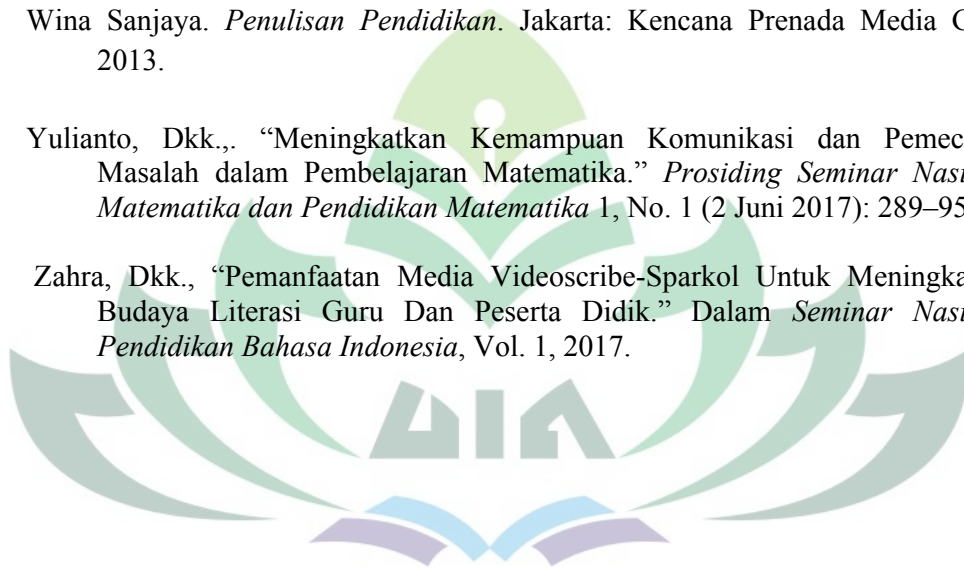 Wina Sanjaya. Penulisan Pendidikan. Jakarta: Kencana Prenada Media
2013.
Yulianto, Dkk.,. “Meningkatkan Kemampuan Komunikasi dan
Masalah dalam Pembelajaran Matematika.” Prosiding Seminar
Matematika dan Pendidikan Matematika 1, No. 1 (2 Juni 2017): 289–95
Zahra, Dkk., “Pemanfaatan Media Videoscribe-Sparkol Untuk
Budaya Literasi Guru Dan Peserta Didik.” Dalam Seminar
Pendidikan Bahasa Indonesia, Vol. 1, 2017.
UIN